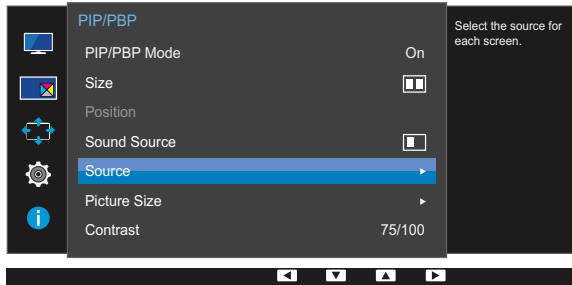 PIP/PBP
PIP/PBP Mode On
Size
Position
Sound Source
Source
Picture Size
Contrast 75/100
Select the source for
each screen.